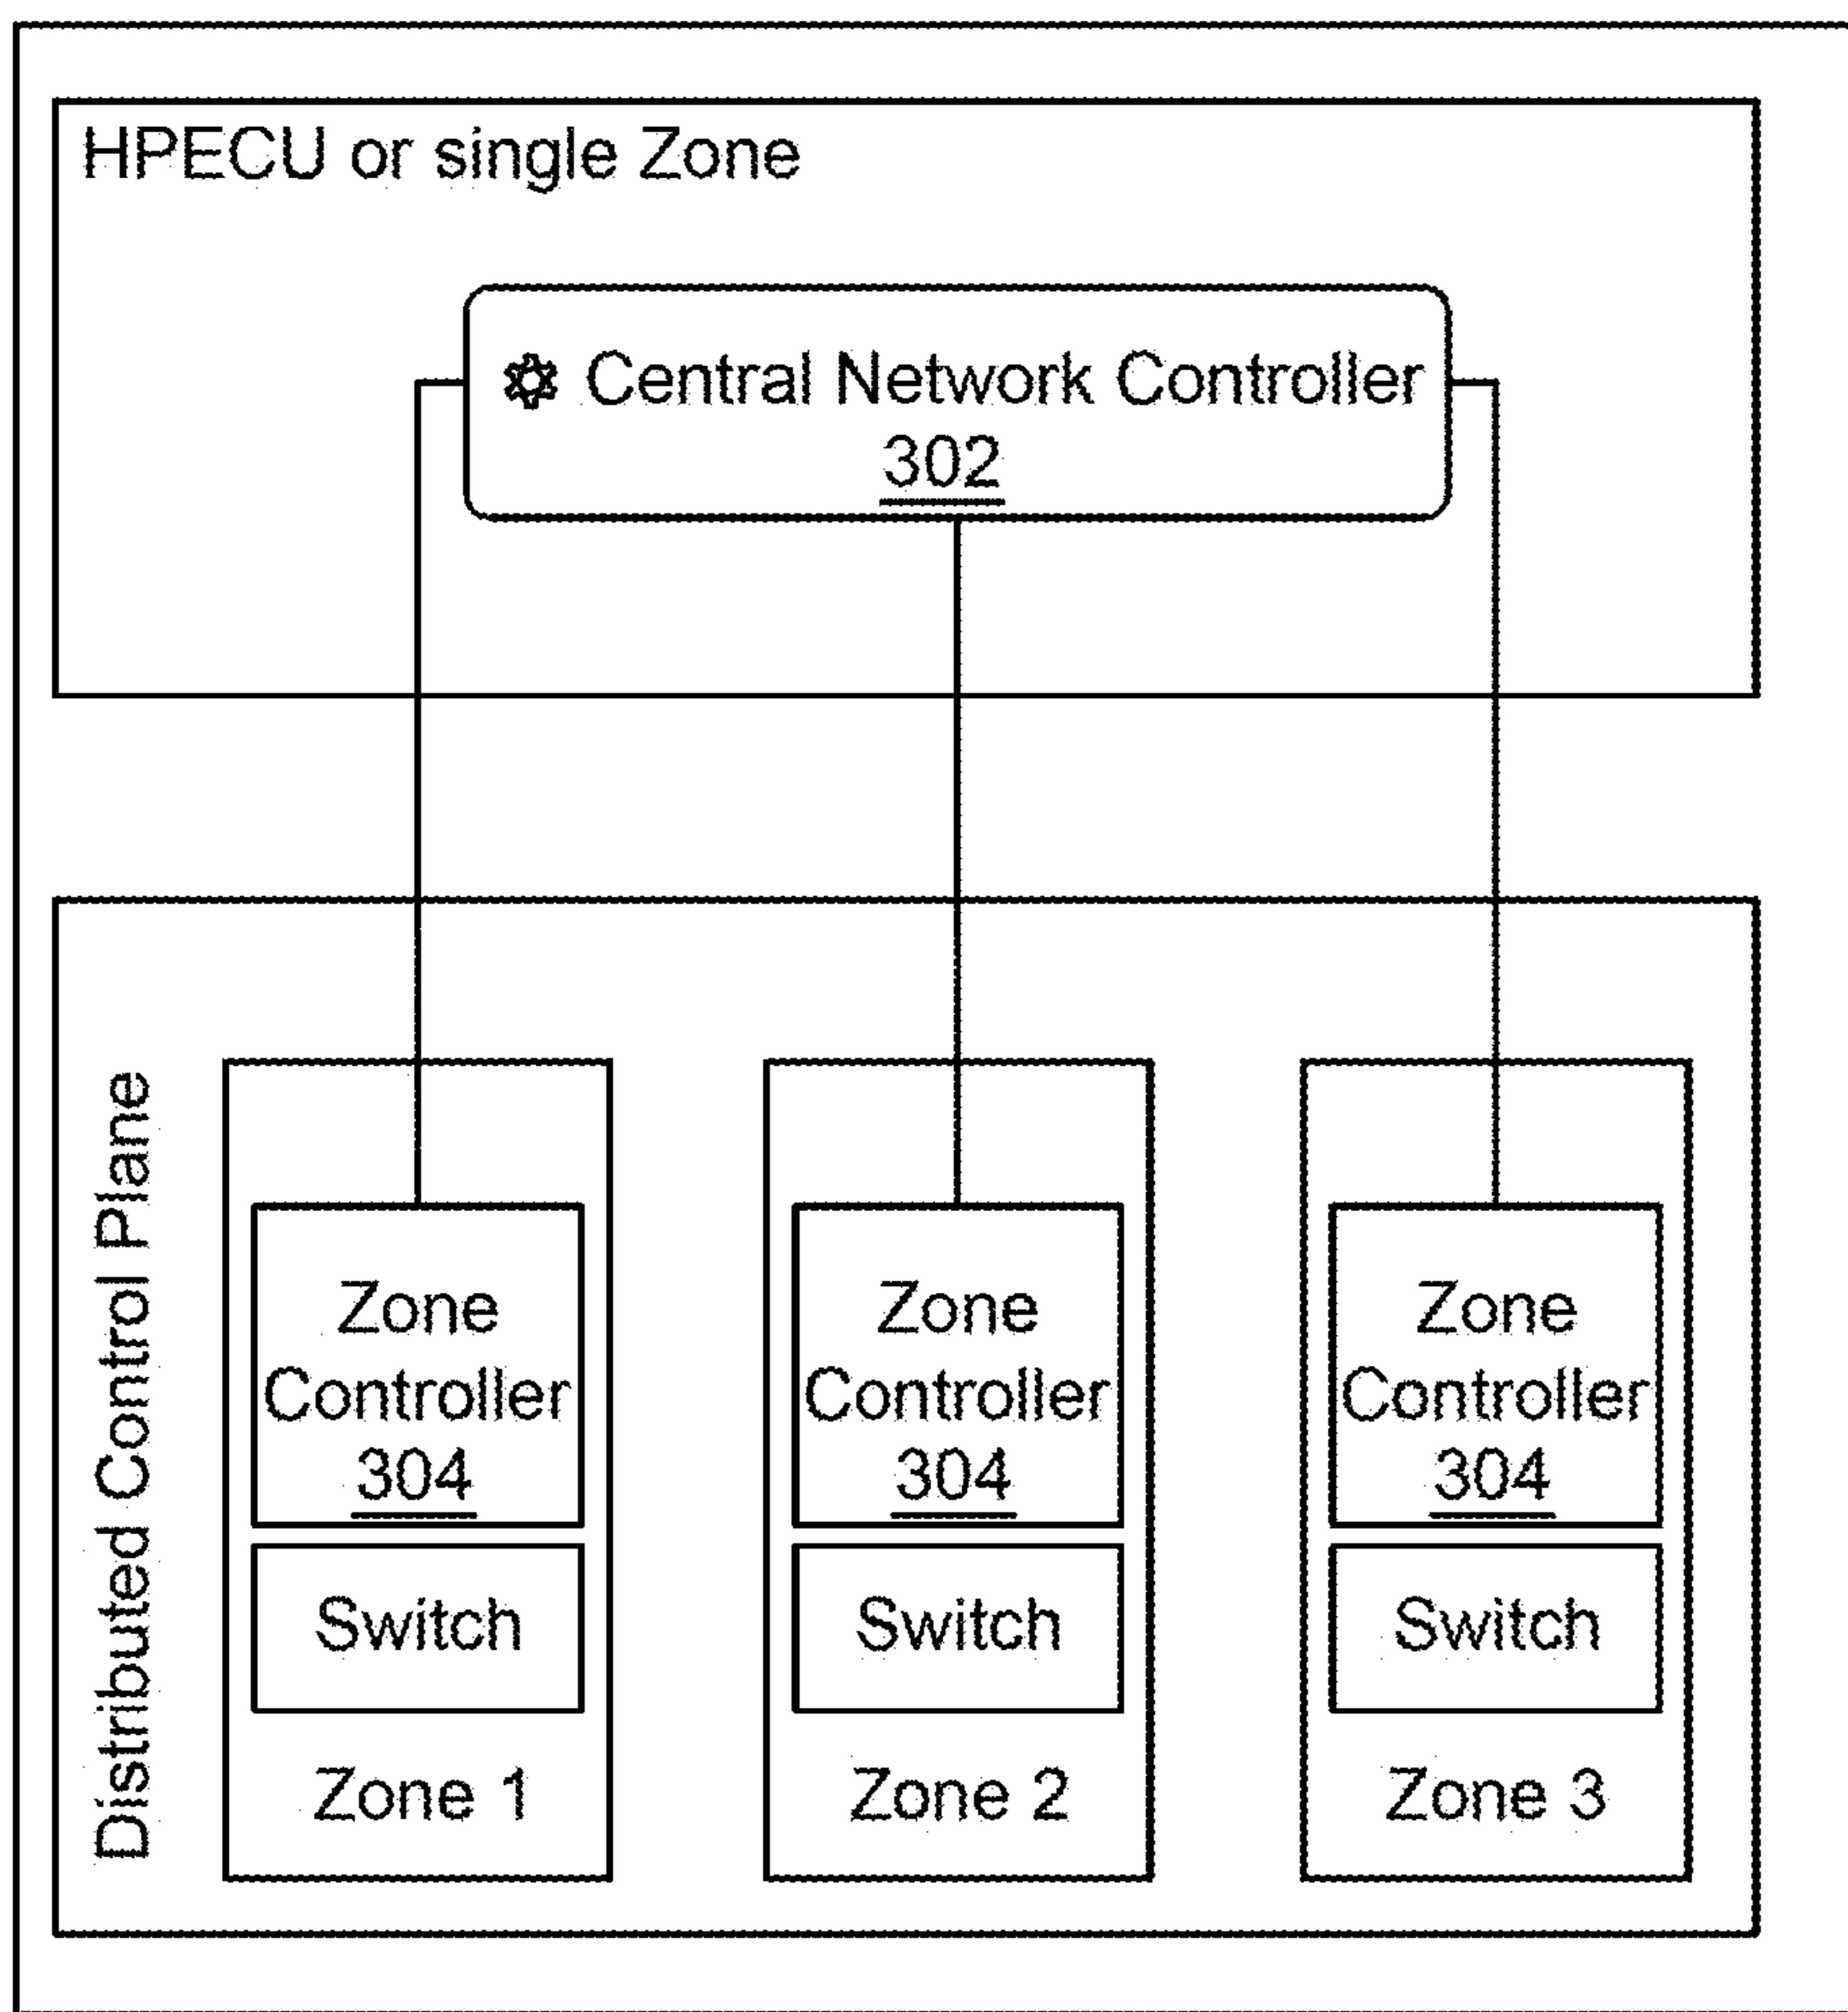 HPECU or single Zone
Central Network Controller
302
Distributed Control Plane
Zone
Controller
304
Switch
Zone 1
Zone
Controller
304
Switch
Zone 2
Zone
Controller
304
Switch
Zone 3